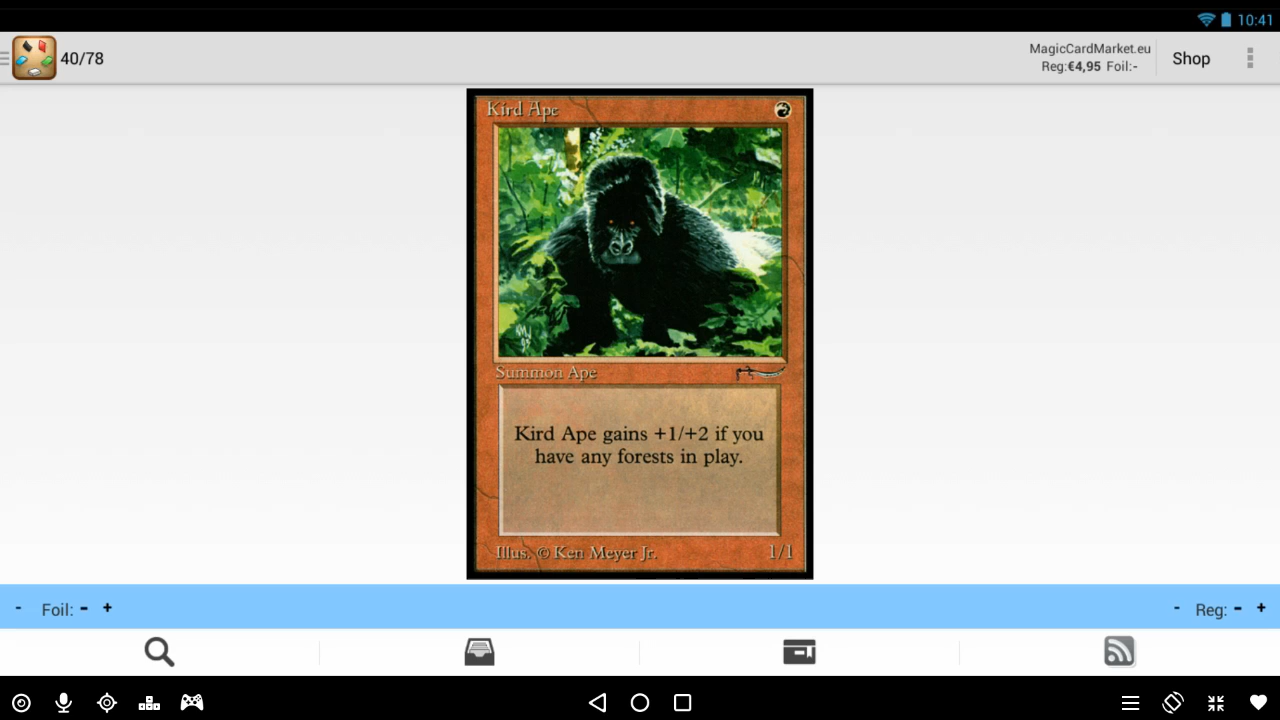 10:41
40/78
MagicCardMarket.eu
Reg:€4,95 Foil:-
Shop
Kird Ape
Summon Ape
Kird Ape gains +1/+2 if you
have any forests in play.
Illus. © Ken Meyer Jr.
1/1
- Foil: - +
- Reg: - +